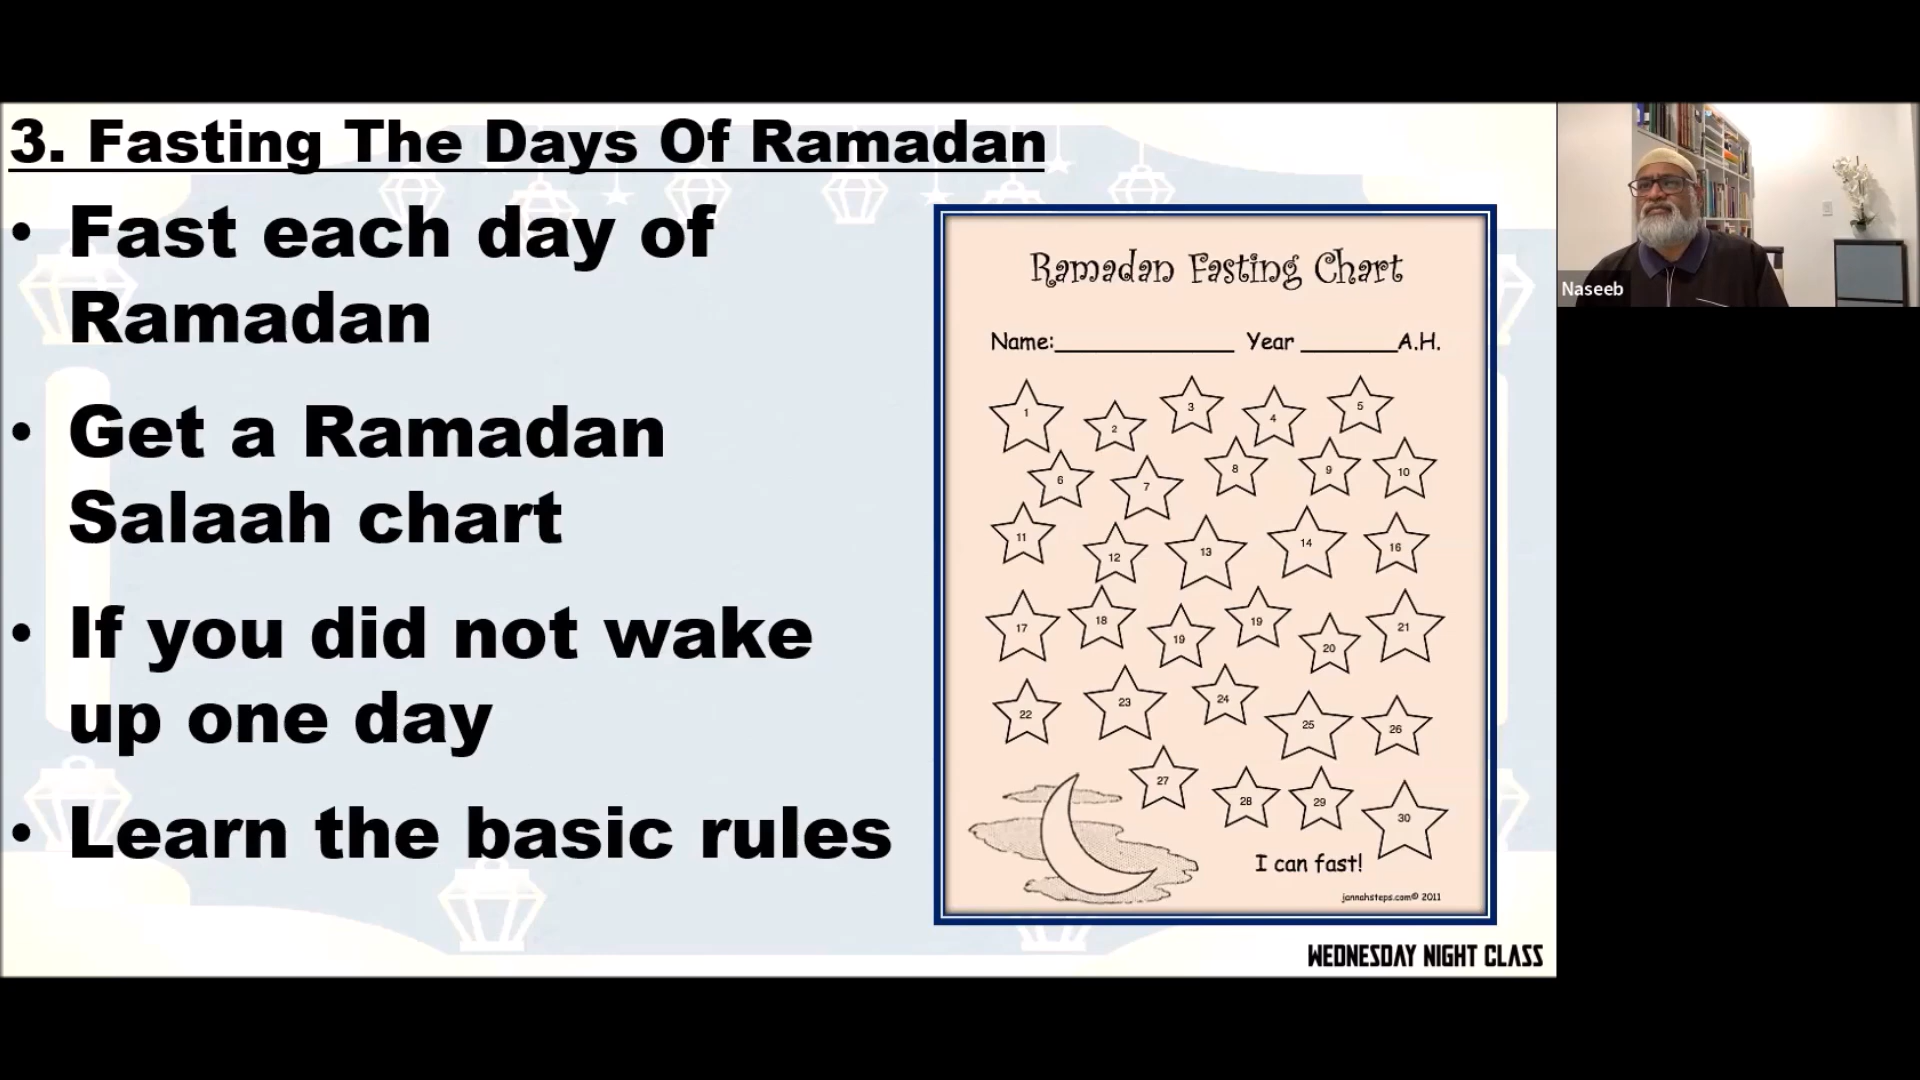 3. Fasting The Days Of Ramadan
• Fast each day of
Ramadan
• Get a Ramadan
Salaah chart
• If you did not wake
up one day
• Learn the basic rules
Ramadan Fasting Chart
Name:______________ Year _______A.H.
1
2
3
4
5
6
7
8
9
10
11
12
13
14
16
17
18
19
19
20
21
22
23
24
25
26
27
28
29
30
I can fast!
jannahsteps.com© 2011
WEDNESDAY NIGHT CLASS
Naseeb